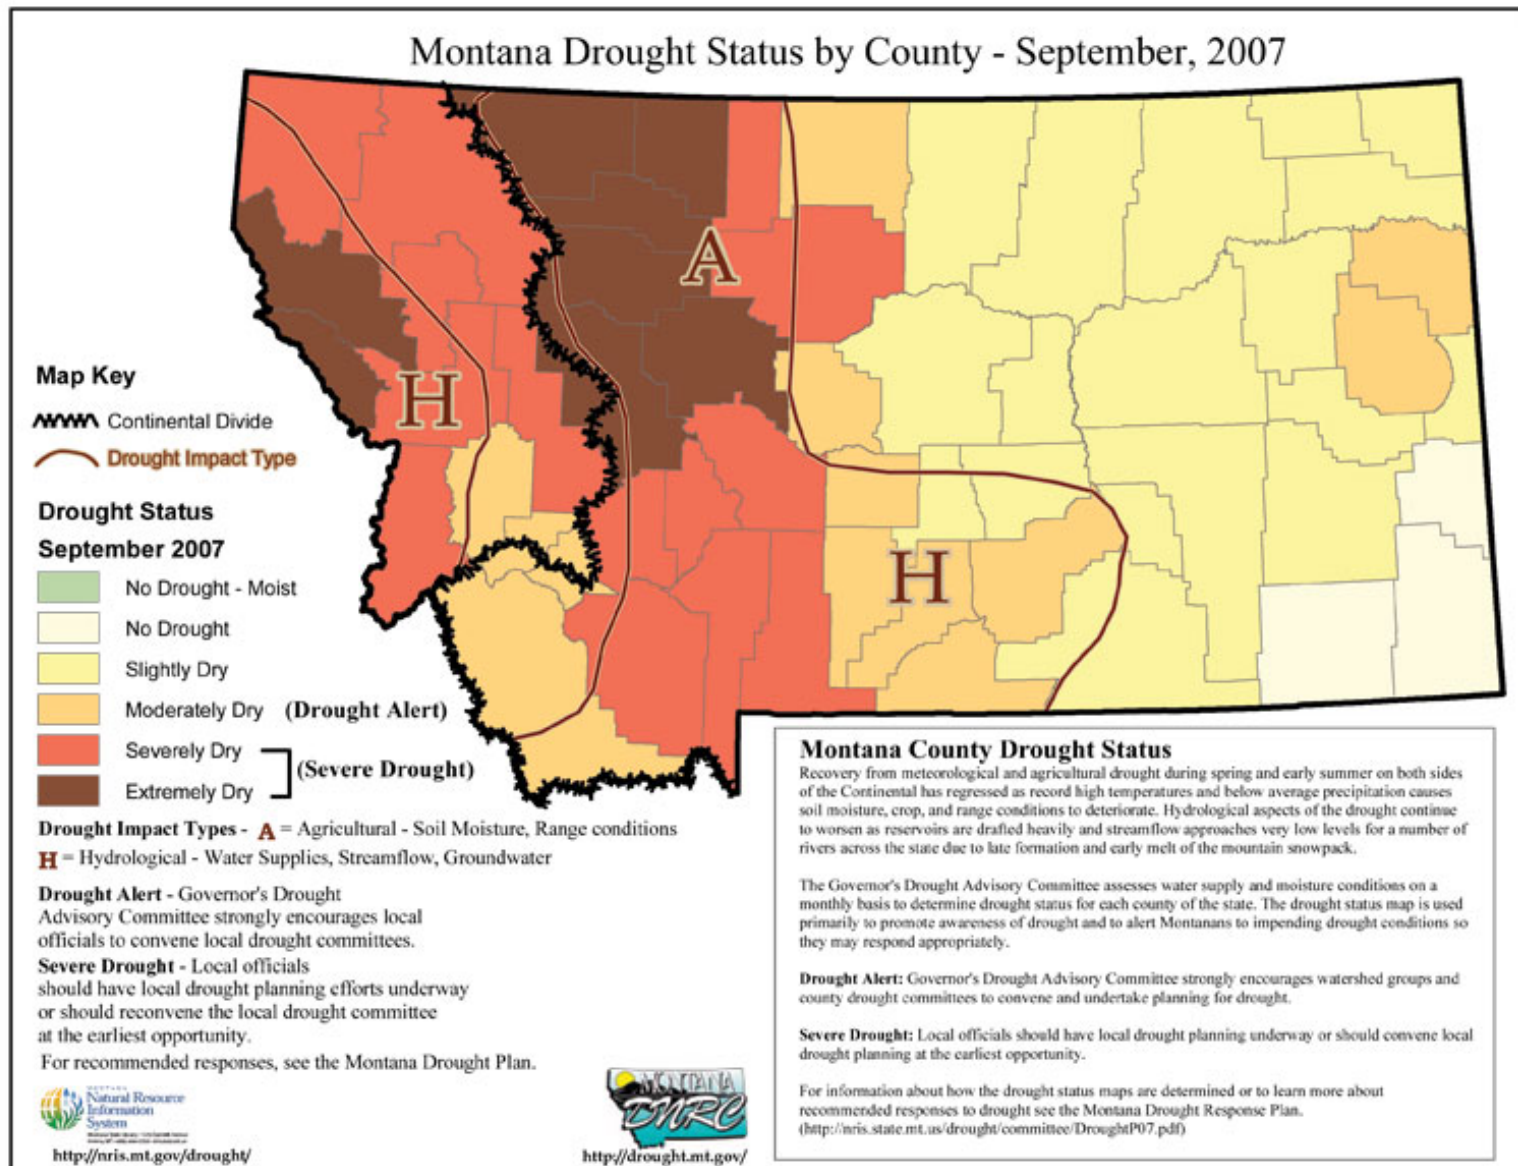 Montana Drought Status by County - September, 2007
A
H
H
Map Key
Continental Divide
Drought Impact Type
Drought Status
September 2007
No Drought - Moist
No Drought
Slightly Dry
Moderately Dry (Drought Alert)
Severely Dry
(Severe Drought)
Extremely Dry
Drought Impact Types - A = Agricultural - Soil Moisture, Range conditions
H = Hydrological - Water Supplies, Streamflow, Groundwater
Drought Alert - Governor's Drought
Advisory Committee strongly encourages local
officials to convene local drought committees.
Severe Drought - Local officials
should have local drought planning efforts underway
or should reconvene the local drought committee
at the earliest opportunity.
For recommended responses, see the Montana Drought Plan.
MONTANA
Natural Resource
Information
System
http://nris.mt.gov/drought/
MONTANA
DNRC
http://drought.mt.gov/
Montana County Drought Status
Recovery from meteorological and agricultural drought during spring and early summer on both sides
of the Continental has regressed as record high temperatures and below average precipitation causes
soil moisture, crop, and range conditions to deteriorate. Hydrological aspects of the drought continue
to worsen as reservoirs are drafted heavily and streamflow approaches very low levels for a number of
rivers across the state due to late formation and early melt of the mountain snowpack.
The Governor's Drought Advisory Committee assesses water supply and moisture conditions on a
monthly basis to determine drought status for each county of the state. The drought status map is used
primarily to promote awareness of drought and to alert Montanans to impending drought conditions so
they may respond appropriately.
Drought Alert: Governor's Drought Advisory Committee strongly encourages watershed groups and
county drought committees to convene and undertake planning for drought.
Severe Drought: Local officials should have local drought planning underway or should convene local
drought planning at the earliest opportunity.
For information about how the drought status maps are determined or to learn more about
recommended responses to drought see the Montana Drought Response Plan.
(http://nris.state.mt.us/drought/committee/DroughtP07.pdf)